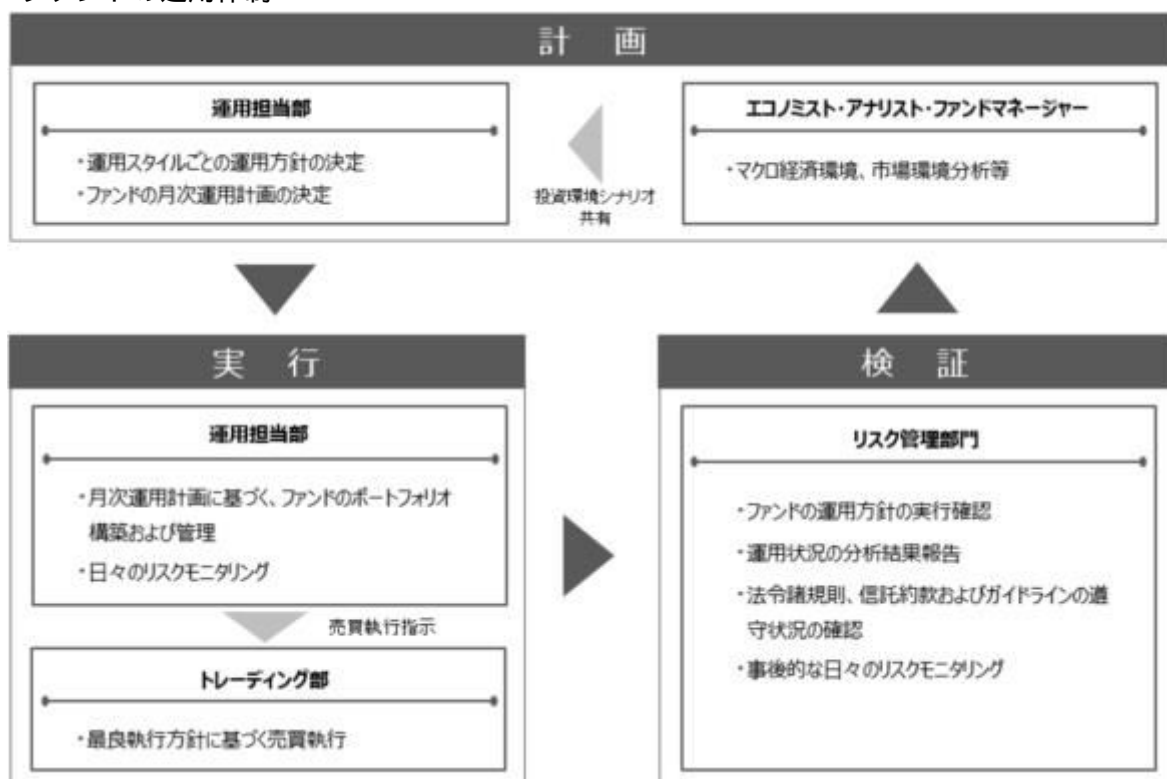 計 画
運用担当部
・運用スタイルごとの運用方針の決定
・ファンドの月次運用計画の決定
投資環境シナリオ
共有
エコノミスト・アナリスト・ファンドマネージャー
・マクロ経済環境、市場環境分析等
実 行
運用担当部
・月次運用計画に基づく、ファンドのポートフォリオ
構築および管理
・日々のリスクモニタリング
売買執行指示
トレーディング部
・最良執行方針に基づく売買執行
検 証
リスク管理部門
・ファンドの運用方針の実行確認
・運用状況の分析結果報告
・法令諸規則、信託約款およびガイドラインの遵
守状況の確認
・事後的な日々のリスクモニタリング